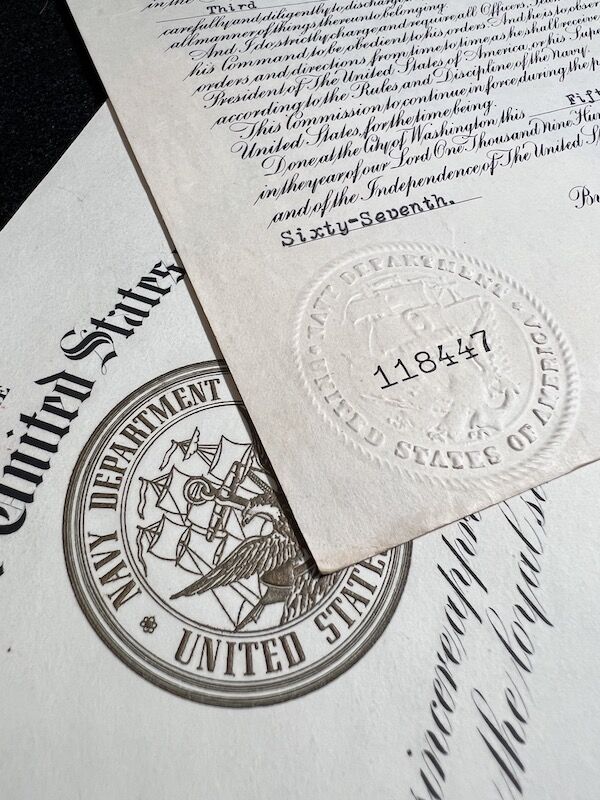 in the
Third
carefully and diligently to discharge
all manner of things thereunto belonging.
And I do strictly charge and require all Officers,
his Command to be obedient to his orders. And he is to
orders and directions from time to time as he shall receive
President of The United States of America, or his
according to the Rules and Discipline of the Navy.
This Commission to continue in force during the
United States, for the time being.
Done at the City of Washington this Fift
in the year of our Lord One Thousand Nine Hun
and of the Independence of The United
Sixty-Seventh.
NAVY DEPARTMENT
UNITED STATES OF AMERICA
118447
United States
NAVY DEPARTMENT
UNITED STATES
sincere appr
the loyal